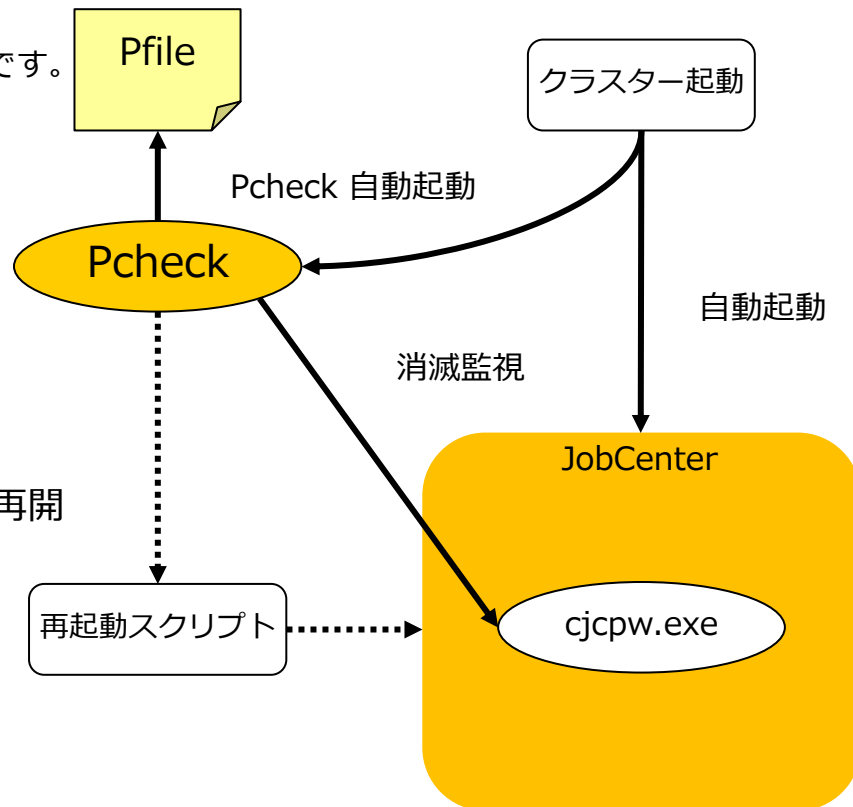 Pfile
です。
クラスター起動
Pcheck 自動起動
Pcheck
自動起動
消滅監視
JobCenter
再開
再起動スクリプト
cjcpw.exe